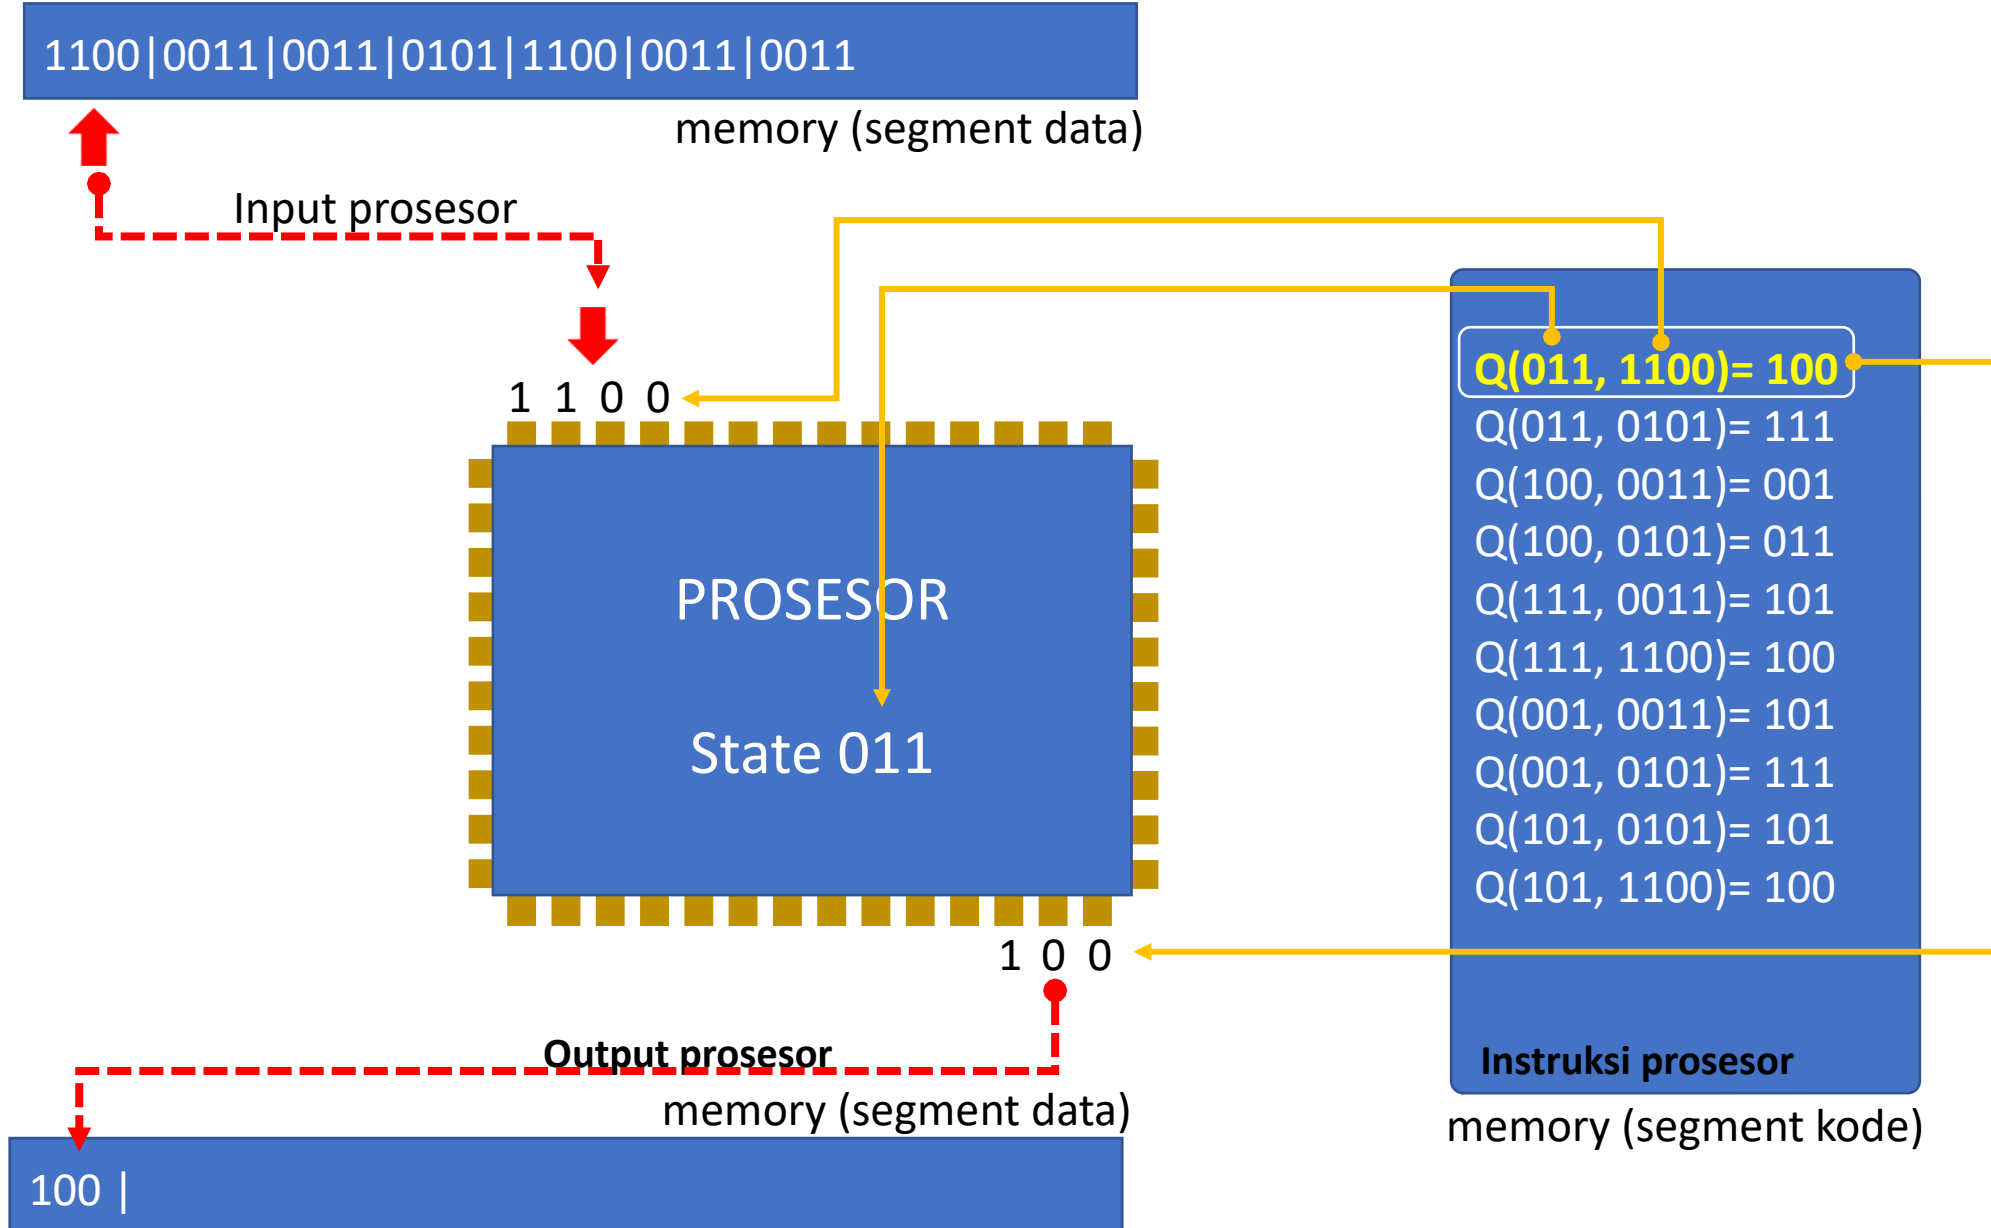 1100|0011|0011|0101|1100|0011|0011
memory (segment data)
Input prosesor
1 1 0 0
PROSESOR
State 011
1 0 0
Output prosesor
memory (segment data)
100 |
Q(011, 1100)= 100
Q(011, 0101)= 111
Q(100, 0011)= 001
Q(100, 0101)= 011
Q(111, 0011)= 101
Q(111, 1100)= 100
Q(001, 0011)= 101
Q(001, 0101)= 111
Q(101, 0101)= 101
Q(101, 1100)= 100
Instruksi prosesor
memory (segment kode)